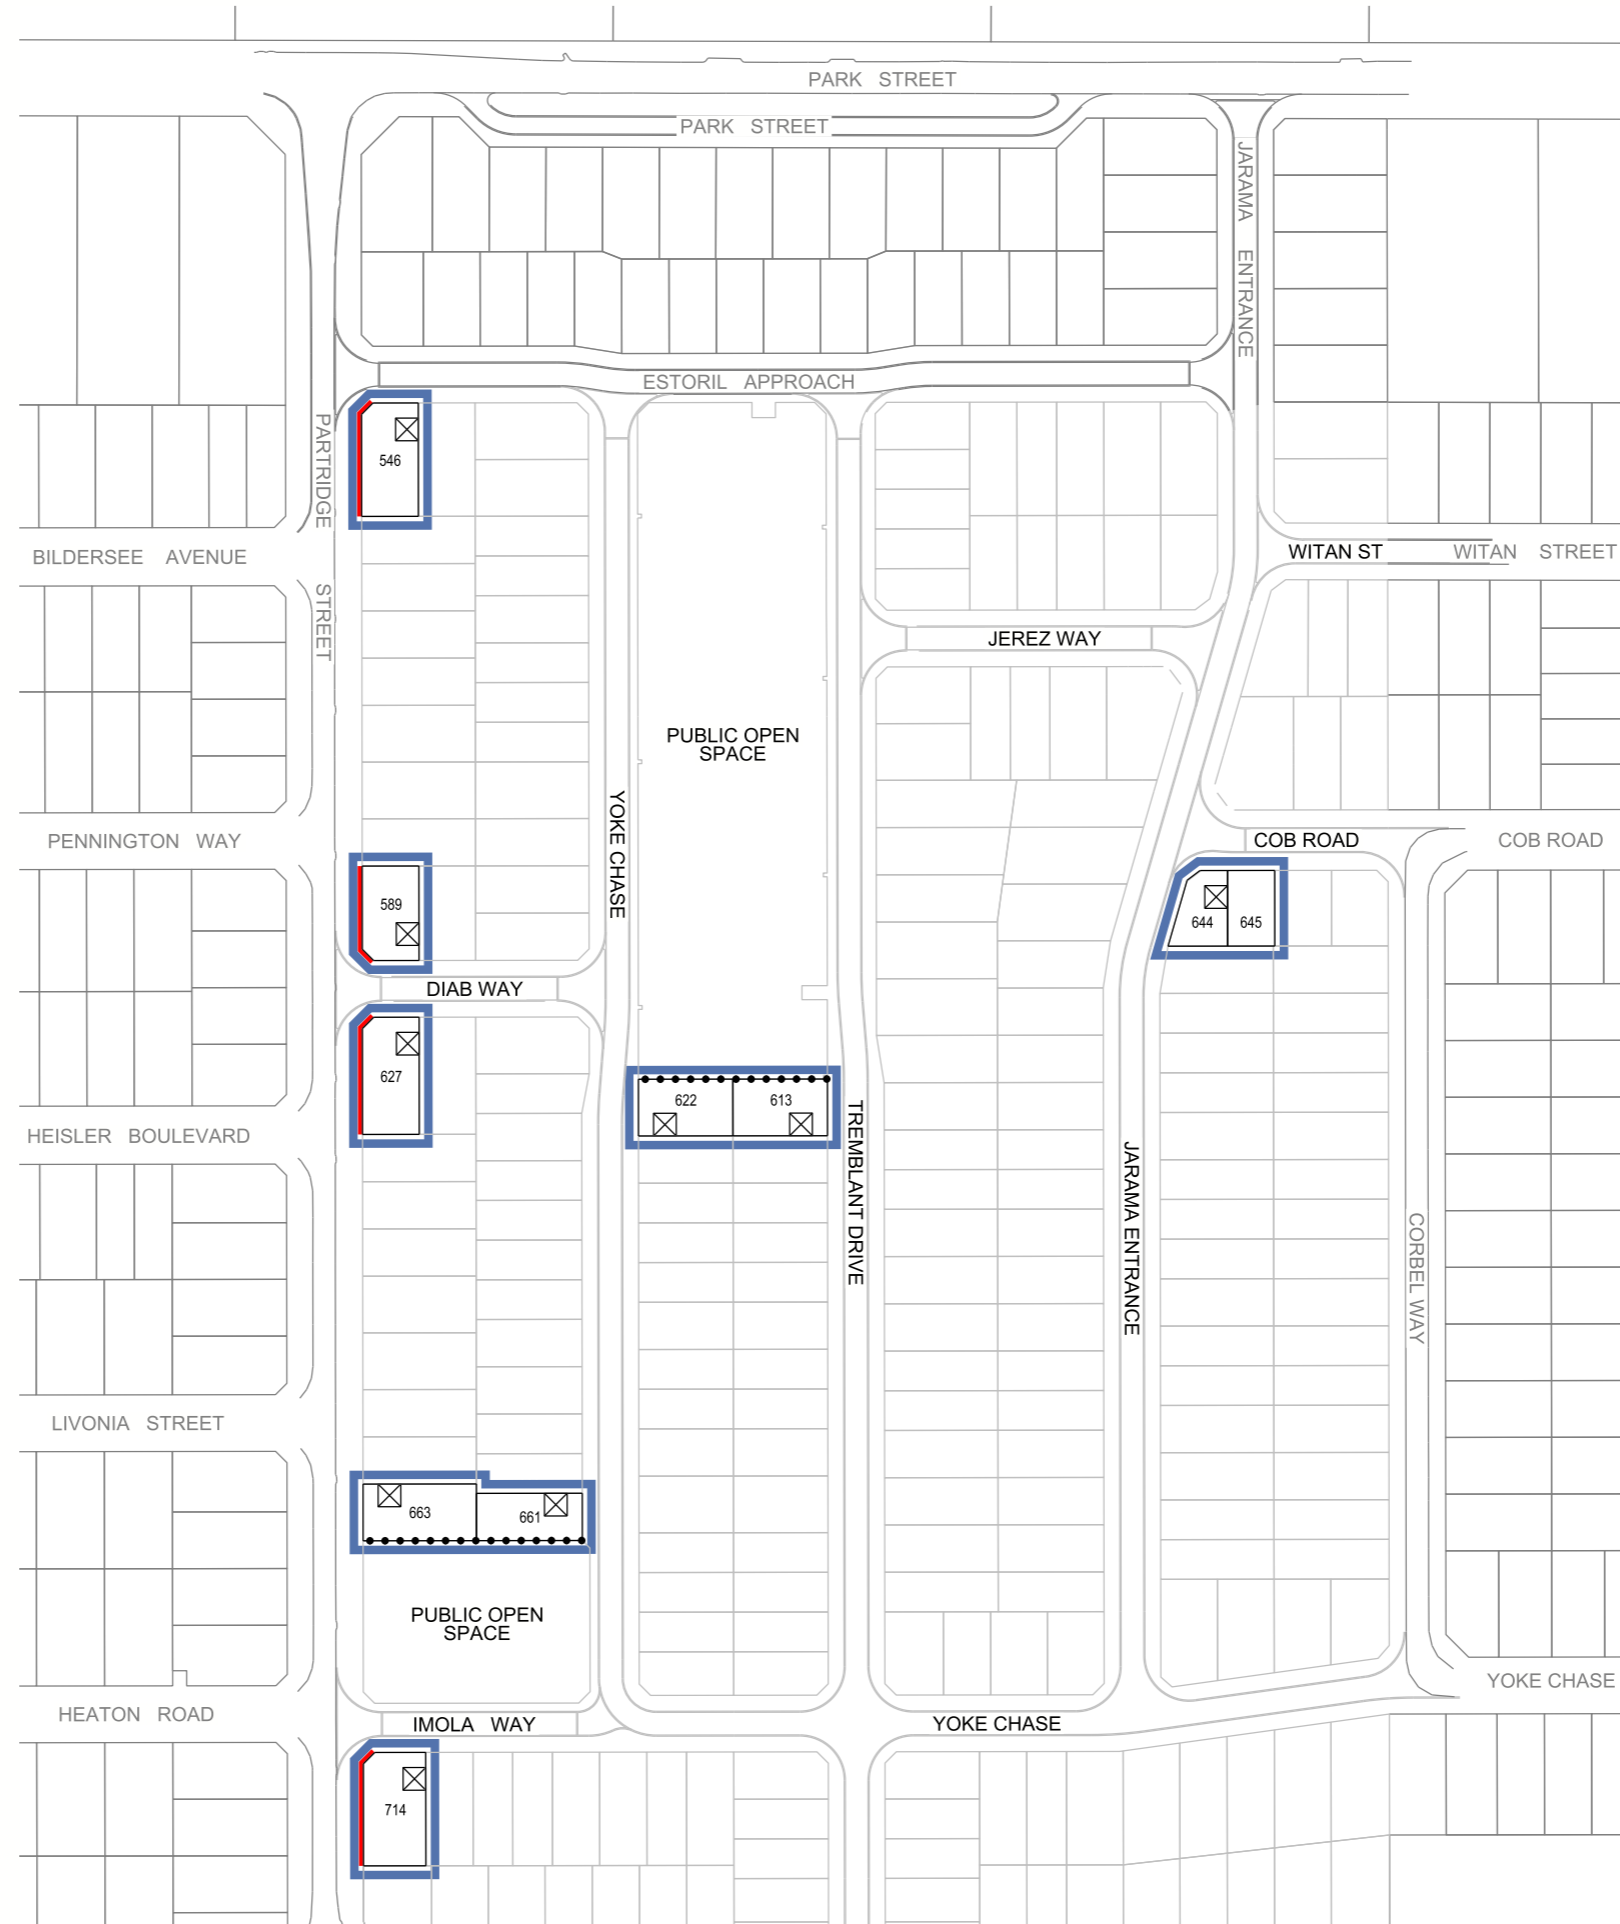 PARK STREET
PARK STREET
JARAMA ENTRANCE
ESTORIL APPROACH
PARTRIDGE STREET
546
BILDERSEE AVENUE
WITAN ST
WITAN STREET
JEREZ WAY
PUBLIC OPEN
SPACE
YOKE CHASE
PENNINGTON WAY
COB ROAD
COB ROAD
589
644
645
DIAB WAY
627
622
613
HEISLER BOULEVARD
TREMBLANT DRIVE
JARAMA ENTRANCE
CORBEL WAY
LIVONIA STREET
663
661
PUBLIC OPEN
SPACE
YOKE CHASE
HEATON ROAD
IMOLA WAY
YOKE CHASE
714